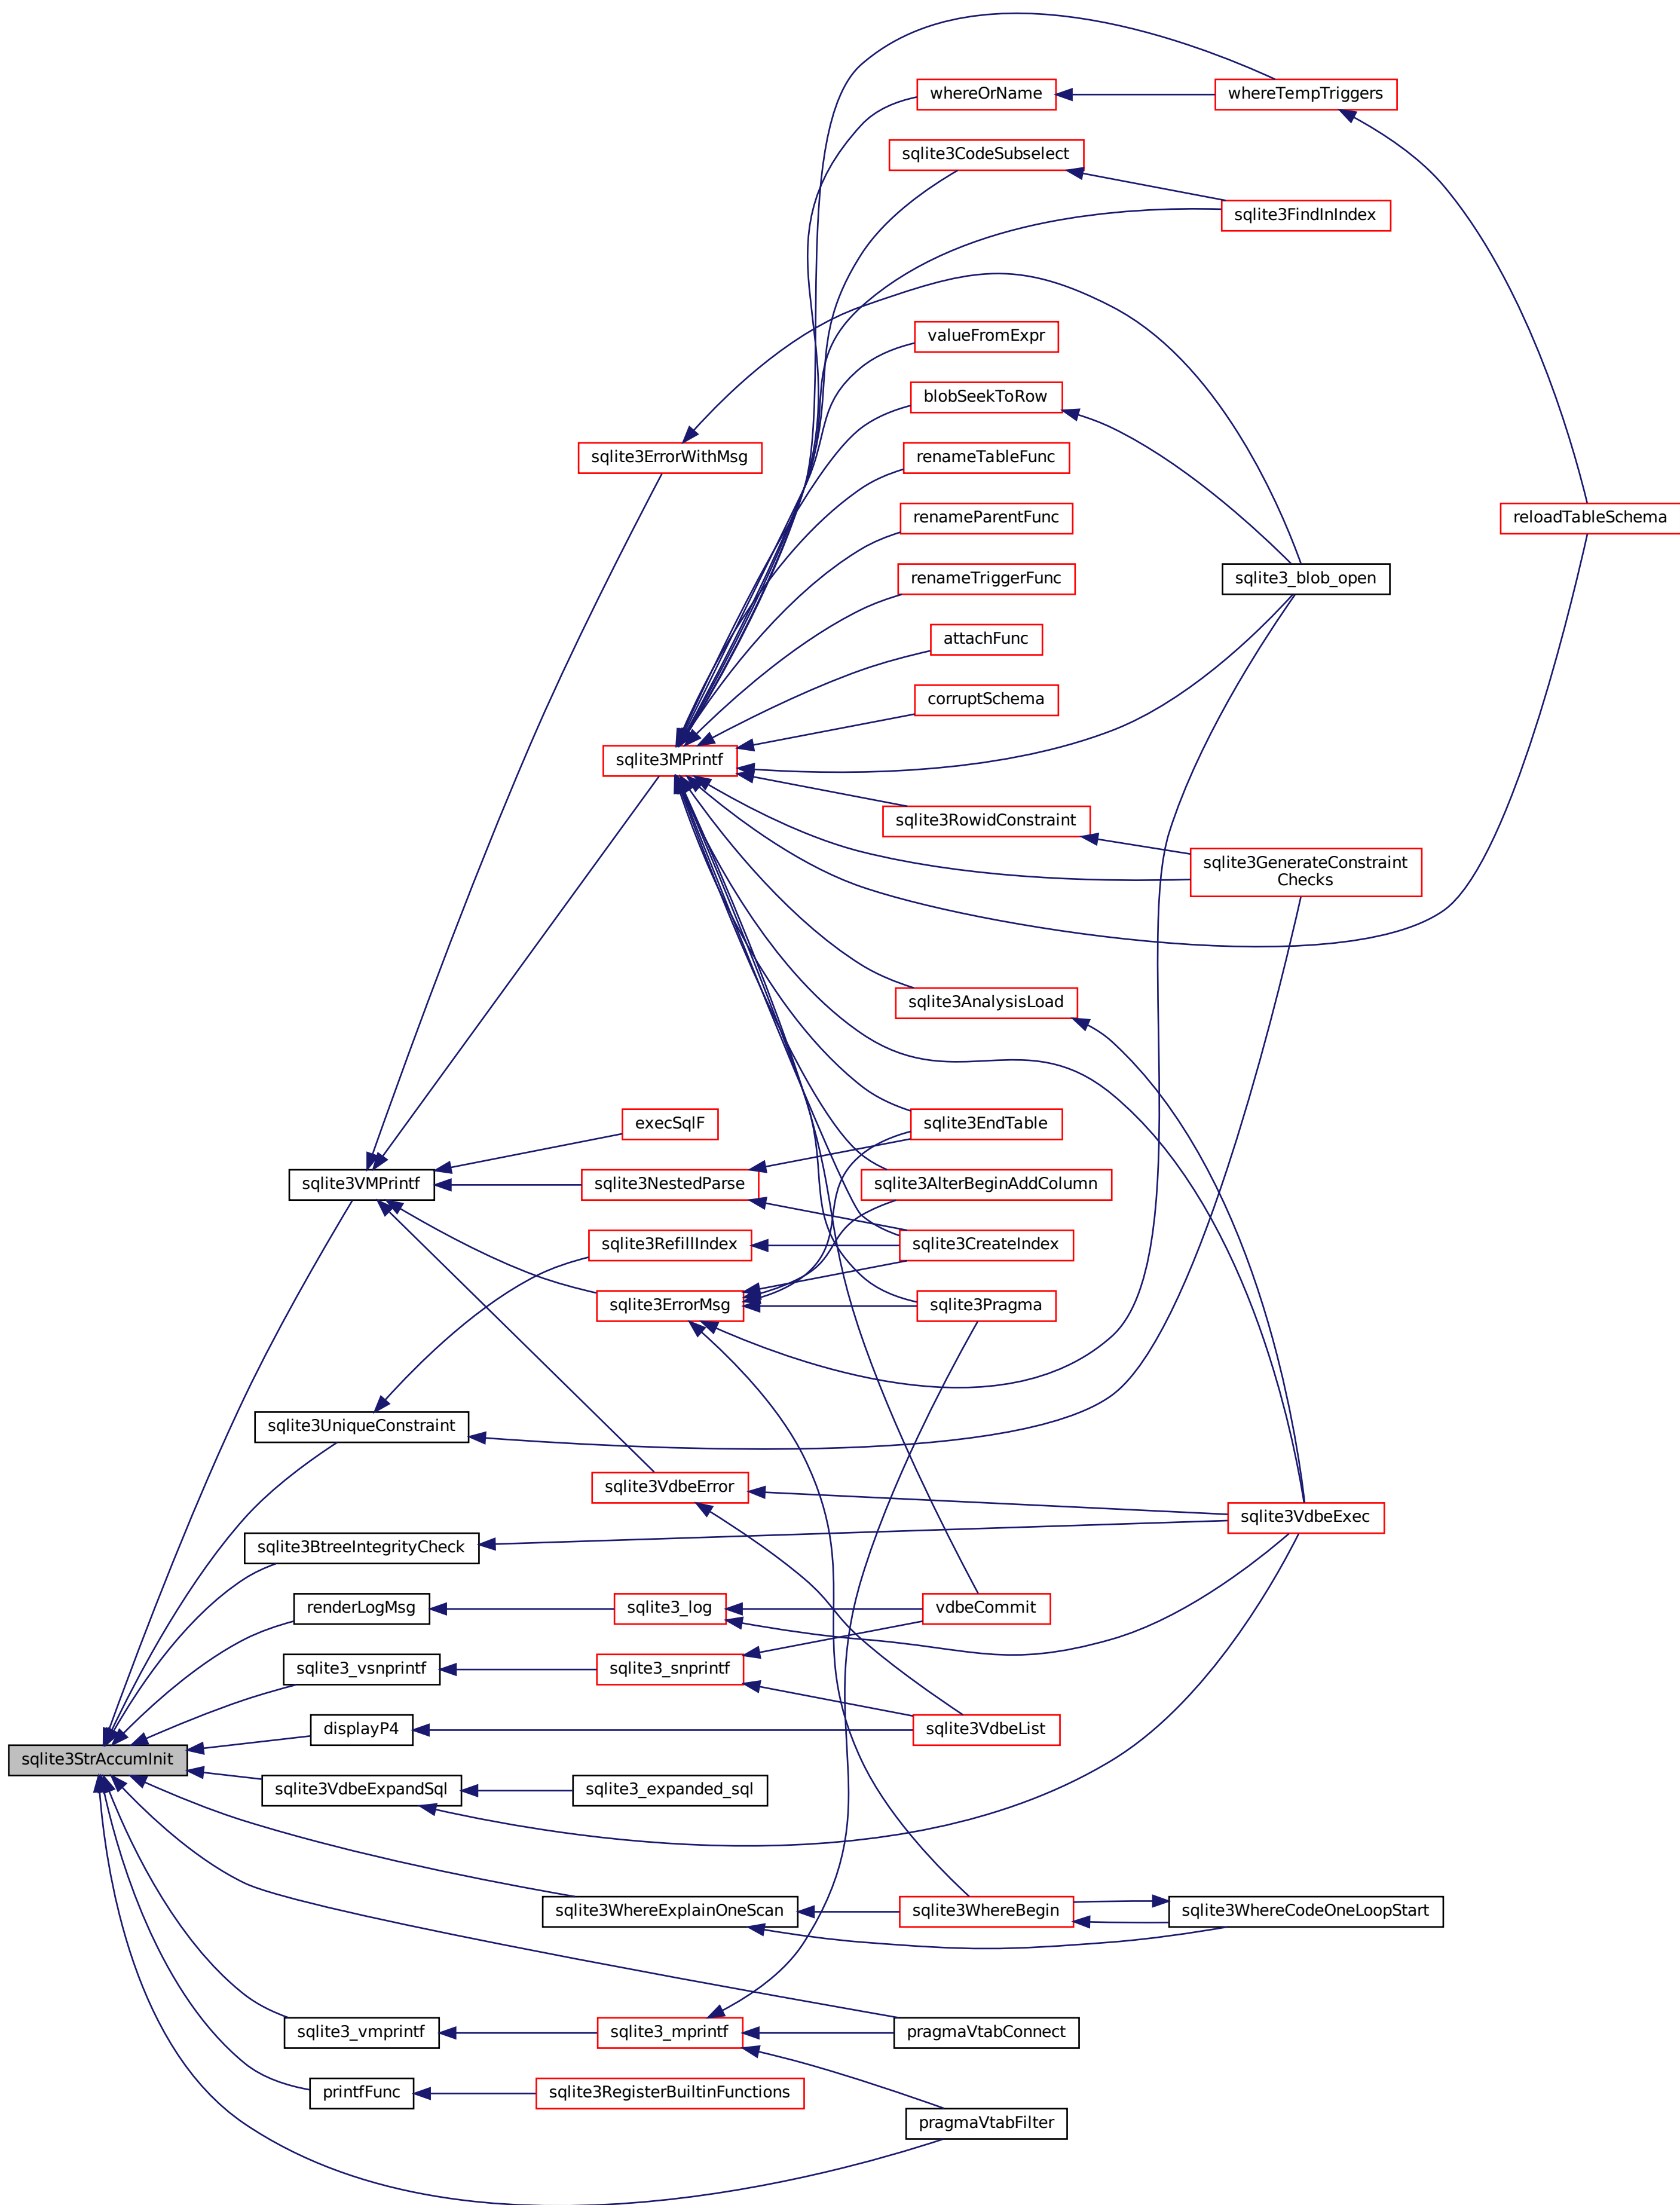 whereOrName
whereTempTriggers
sqlite3CodeSubselect
sqlite3FindInIndex
valueFromExpr
blobSeekToRow
sqlite3ErrorWithMsg
renameTableFunc
renameParentFunc
reloadTableSchema
renameTriggerFunc
sqlite3_blob_open
attachFunc
corruptSchema
sqlite3MPrintf
sqlite3RowidConstraint
sqlite3GenerateConstraint
Checks
sqlite3AnalysisLoad
execSqlF
sqlite3EndTable
sqlite3VMPrintf
sqlite3NestedParse
sqlite3AlterBeginAddColumn
sqlite3RefillIndex
sqlite3CreateIndex
sqlite3ErrorMsg
sqlite3Pragma
sqlite3UniqueConstraint
sqlite3VdbeError
sqlite3VdbeExec
sqlite3BtreeIntegrityCheck
renderLogMsg
sqlite3_log
vdbeCommit
sqlite3_vsnprintf
sqlite3_snprintf
displayP4
sqlite3VdbeList
sqlite3StrAccumInit
sqlite3VdbeExpandSql
sqlite3_expanded_sql
sqlite3WhereExplainOneScan
sqlite3WhereBegin
sqlite3WhereCodeOneLoopStart
sqlite3_vmprintf
sqlite3_mprintf
pragmaVtabConnect
printfFunc
sqlite3RegisterBuiltinFunctions
pragmaVtabFilter